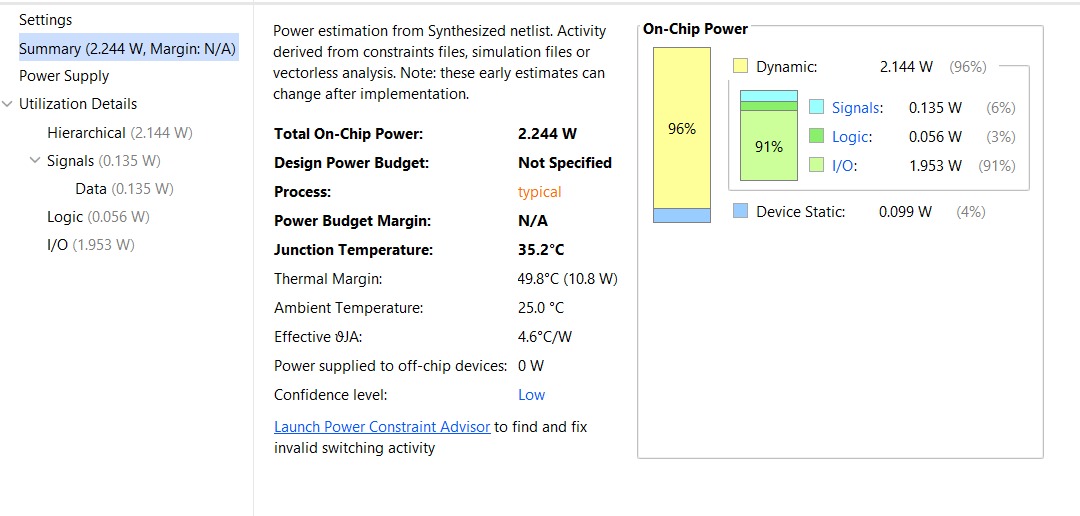 Settings
Summary (2.244 W, Margin: N/A)
Power Supply
Utilization Details
Hierarchical (2.144 W)
Signals (0.135 W)
Data (0.135 W)
Logic (0.056 W)
I/O (1.953 W)
Power estimation from Synthesized netlist. Activity
derived from constraints files, simulation files or
vectorless analysis. Note: these early estimates can
change after implementation.
Total On-Chip Power: 2.244 W
Design Power Budget: Not Specified
Process: typical
Power Budget Margin: N/A
Junction Temperature: 35.2°C
Thermal Margin: 49.8°C (10.8 W)
Ambient Temperature: 25.0 °C
Effective ϑJA: 4.6°C/W
Power supplied to off-chip devices: 0 W
Confidence level: Low
Launch Power Constraint Advisor to find and fix
invalid switching activity
On-Chip Power
96%
91%
Dynamic: 2.144 W (96%)
Signals: 0.135 W (6%)
Logic: 0.056 W (3%)
I/O: 1.953 W (91%)
Device Static: 0.099 W (4%)